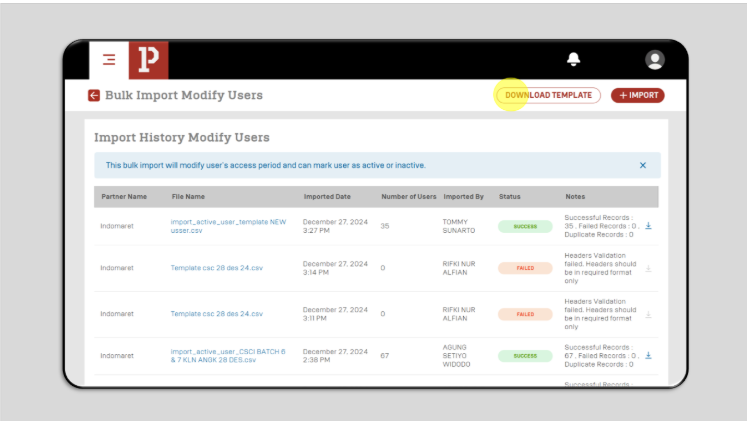 P
Bulk Import Modify Users
DOWNLOAD TEMPLATE
+ IMPORT
Import History Modify Users
This bulk import will modify user's access period and can mark user as active or inactive.
Partner Name File Name Imported Date Number of Users Imported By Status Notes
Indomaret
import_active_user_template NEW
usser.csv
December 27, 2024
3:27 PM
35
TOMMY
SUNARTO
SUCCESS
Successful Records :
35 . Failed Records : 0 .
Duplicate Records : 0
Indomaret
Template csc 28 des 24.csv
December 27, 2024
3:14 PM
0
RIFKI NUR
ALFIAN
FAILED
Headers Validation
failed. Headers should
be in required format
only
Indomaret
Template csc 28 des 24.csv
December 27, 2024
3:11 PM
0
RIFKI NUR
ALFIAN
FAILED
Headers Validation
failed. Headers should
be in required format
only
Indomaret
import_active_user_CSCI BATCH 6
& 7 KLN ANGK 28 DES.csv
December 27, 2024
2:38 PM
67
AGUNG
SETIYO
WIDODO
SUCCESS
Successful Records :
67 . Failed Records : 0 .
Duplicate Records : 0
Successful Records :